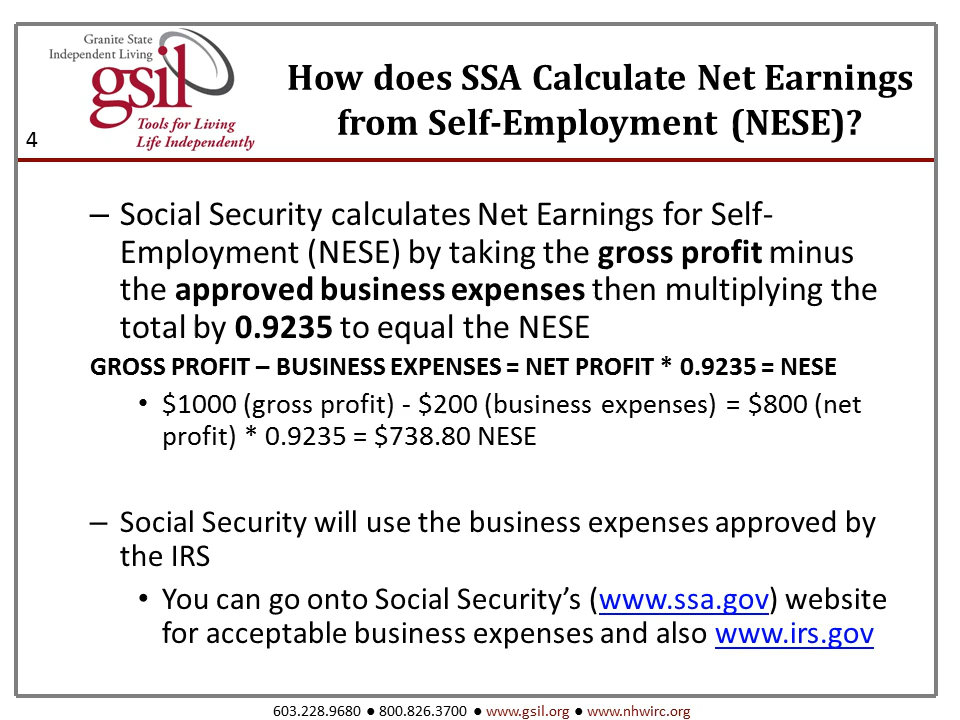 Granite State
Independent Living
gsil
Tools for Living
Life Independently
4
How does SSA Calculate Net Earnings
from Self-Employment (NESE)?
– Social Security calculates Net Earnings for Self-
Employment (NESE) by taking the gross profit minus
the approved business expenses then multiplying the
total by 0.9235 to equal the NESE
GROSS PROFIT – BUSINESS EXPENSES = NET PROFIT * 0.9235 = NESE
• $1000 (gross profit) - $200 (business expenses) = $800 (net
profit) * 0.9235 = $738.80 NESE
– Social Security will use the business expenses approved by
the IRS
• You can go onto Social Security’s (www.ssa.gov) website
for acceptable business expenses and also www.irs.gov
603.228.9680 ● 800.826.3700 ● www.gsil.org ● www.nhwirc.org